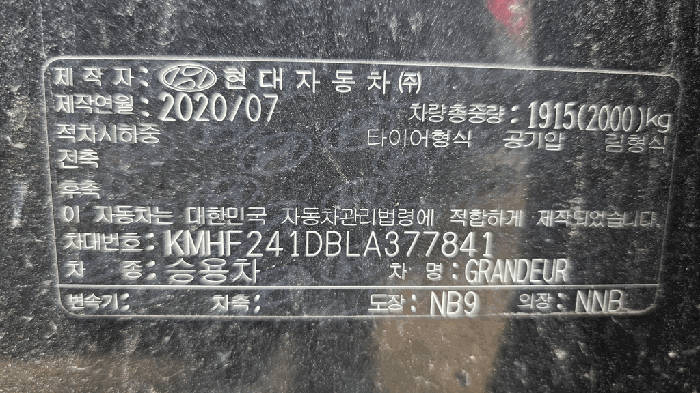 제작자: 현대자동차㈜
제작연월: 2020/07 차량총중량: 1915(2000)kg
적차시하중 타이어형식 공기압 림형식
전축
후축
이 자동차는 대한민국 자동차관리법령에 적합하게 제작되었습니다.
차대번호: KMHF241DBLA377841
차 종: 승용차 차 명: GRANDEUR
변속기: 차축: 도장: NB9 의장: NNB